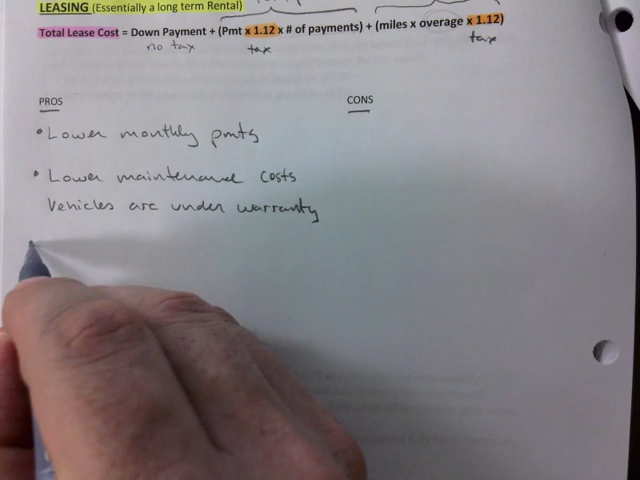 LEASING (Essentially a long term Rental)
Total Lease Cost = Down Payment + (Pmt x 1.12 x # of payments) + (miles x overage x 1.12)
no tax tax tax
PROS CONS
• Lower monthly pmts
• Lower maintenance costs
Vehicles are under warranty